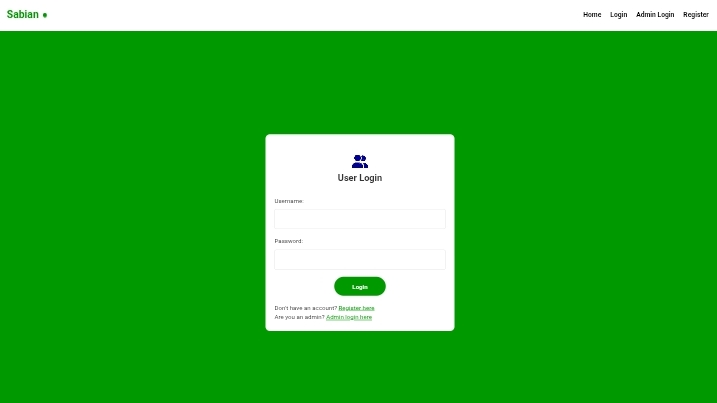 Sabian
Home Login Admin Login Register
User Login
Username:
Password:
Login
Don't have an account? Register here
Are you an admin? Admin login here